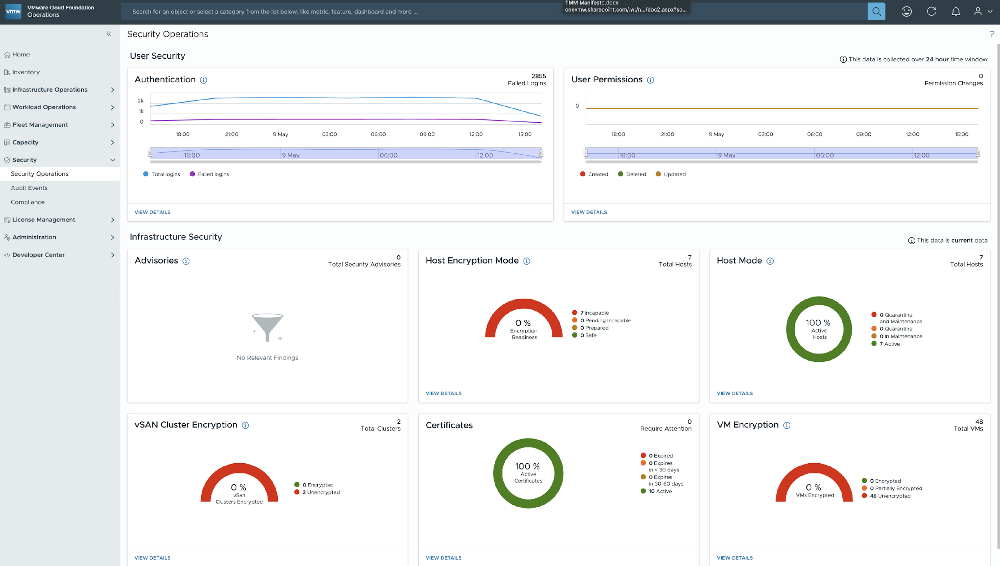 vmw
VMware Cloud Foundation
Operations
Search for an object or select a category from the list below; like metric, feature, dashboard and more ...
TMM Manifesto.docx
onevmw.sharepoint.com/:w:/r/.../doc2.aspx?so...
Home
Inventory
Infrastructure Operations
Workload Operations
Fleet Management
Capacity
Security
Security Operations
Audit Events
Compliance
License Management
Administration
Developer Center
Security Operations
?
User Security
This data is collected over 24 hour time window
Authentication
2855
Failed Logins
2k
1k
0
18:00 21:00 9 May 03:00 06:00 09:00 12:00 15:00
18:00 9 May 06:00 12:00
Total logins Failed logins
VIEW DETAILS
User Permissions
0
Permission Changes
0
18:00 21:00 9 May 03:00 06:00 09:00 12:00 15:00
18:00 9 May 06:00 12:00
Created Deleted Updated
VIEW DETAILS
Infrastructure Security
This data is current data
Advisories
0
Total Security Advisories
No Relevant Findings
Host Encryption Mode
7
Total Hosts
0 %
Encryption
Readiness
7 Incapable
0 Pending Incapable
0 Prepared
0 Safe
VIEW DETAILS
Host Mode
7
Total Hosts
100 %
Active
Hosts
0 Quarantine
and Maintenance
0 Quarantine
0 In Maintenance
7 Active
VIEW DETAILS
vSAN Cluster Encryption
2
Total Clusters
0 %
vSan
Clusters Encrypted
0 Encrypted
2 Unencrypted
VIEW DETAILS
Certificates
0
Require Attention
100 %
Active
Certificates
0 Expired
0 Expires
in < 30 days
0 Expires
in 30-60 days
10 Active
VIEW DETAILS
VM Encryption
48
Total VMs
0 %
VMs Encrypted
0 Encrypted
0 Partially Encrypted
48 Unencrypted
VIEW DETAILS